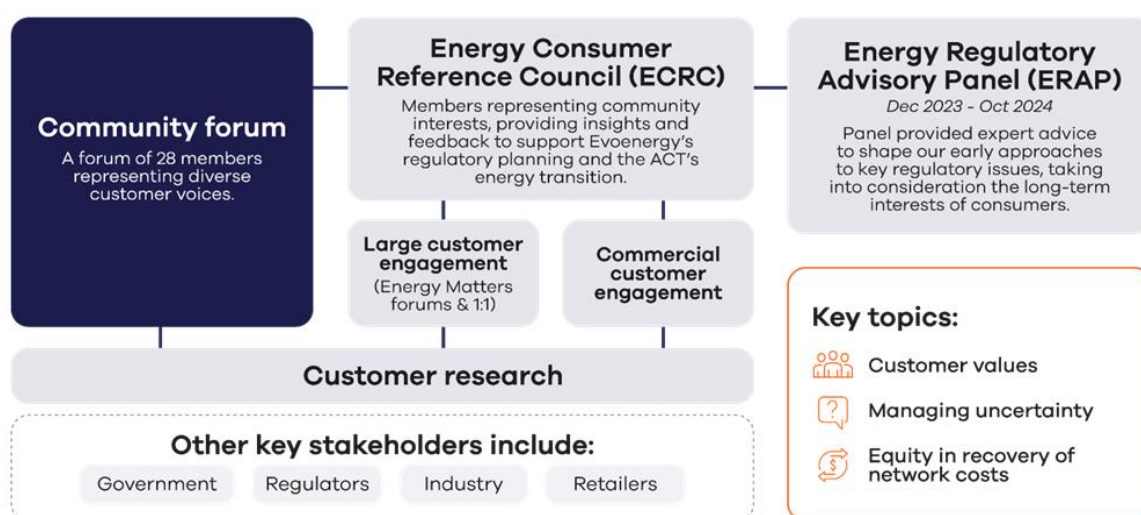 Community forum
A forum of 28 members
representing diverse
customer voices.
Energy Consumer
Reference Council (ECRC)
Members representing community
interests, providing insights and
feedback to support Evoenergy's
regulatory planning and the ACT's
energy transition.
Energy Regulatory
Advisory Panel (ERAP)
Dec 2023 - Oct 2024
Panel provided expert advice
to shape our early approaches
to key regulatory issues, taking
into consideration the long-term
interests of consumers.
Large customer
engagement
(Energy Matters
forums & 1:1)
Commercial
customer
engagement
Customer research
Other key stakeholders include:
Government
Regulators
Industry
Retailers
Key topics:
Customer values
?
Managing uncertainty
$
Equity in recovery of
network costs